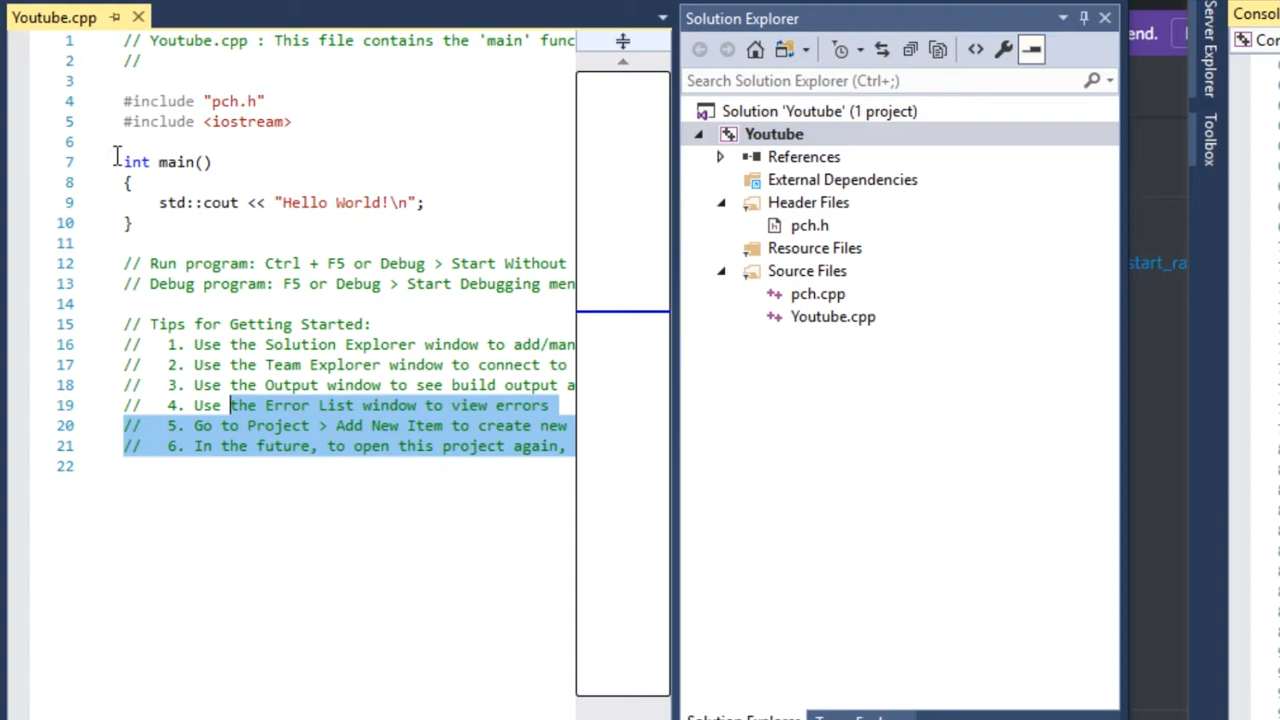 Youtube.cpp
1 // Youtube.cpp : This file contains the 'main' func
2 //
3
4 #include "pch.h"
5 #include <iostream>
6
7 int main()
8 {
9 std::cout << "Hello World!\n";
10 }
11
12 // Run program: Ctrl + F5 or Debug > Start Without
13 // Debug program: F5 or Debug > Start Debugging men
14
15 // Tips for Getting Started:
16 // 1. Use the Solution Explorer window to add/man
17 // 2. Use the Team Explorer window to connect to
18 // 3. Use the Output window to see build output a
19 // 4. Use the Error List window to view errors
20 // 5. Go to Project > Add New Item to create new
21 // 6. In the future, to open this project again,
22
Solution Explorer
Search Solution Explorer (Ctrl+;)
Solution 'Youtube' (1 project)
Youtube
References
External Dependencies
Header Files
pch.h
Resource Files
Source Files
pch.cpp
Youtube.cpp
Solution Explorer
end.
start_ra
Server Explorer
Toolbox
Consol
Cor